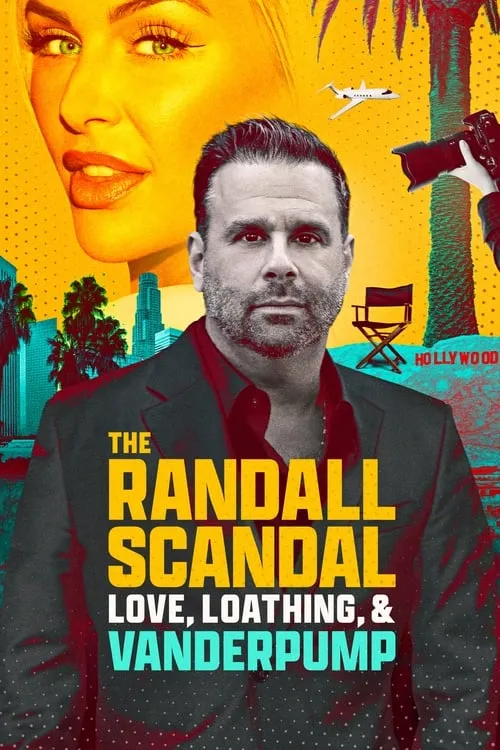 HOLLYWOOD
THE
RANDALL
SCANDAL
LOVE, LOATHING, &
VANDERPUMP